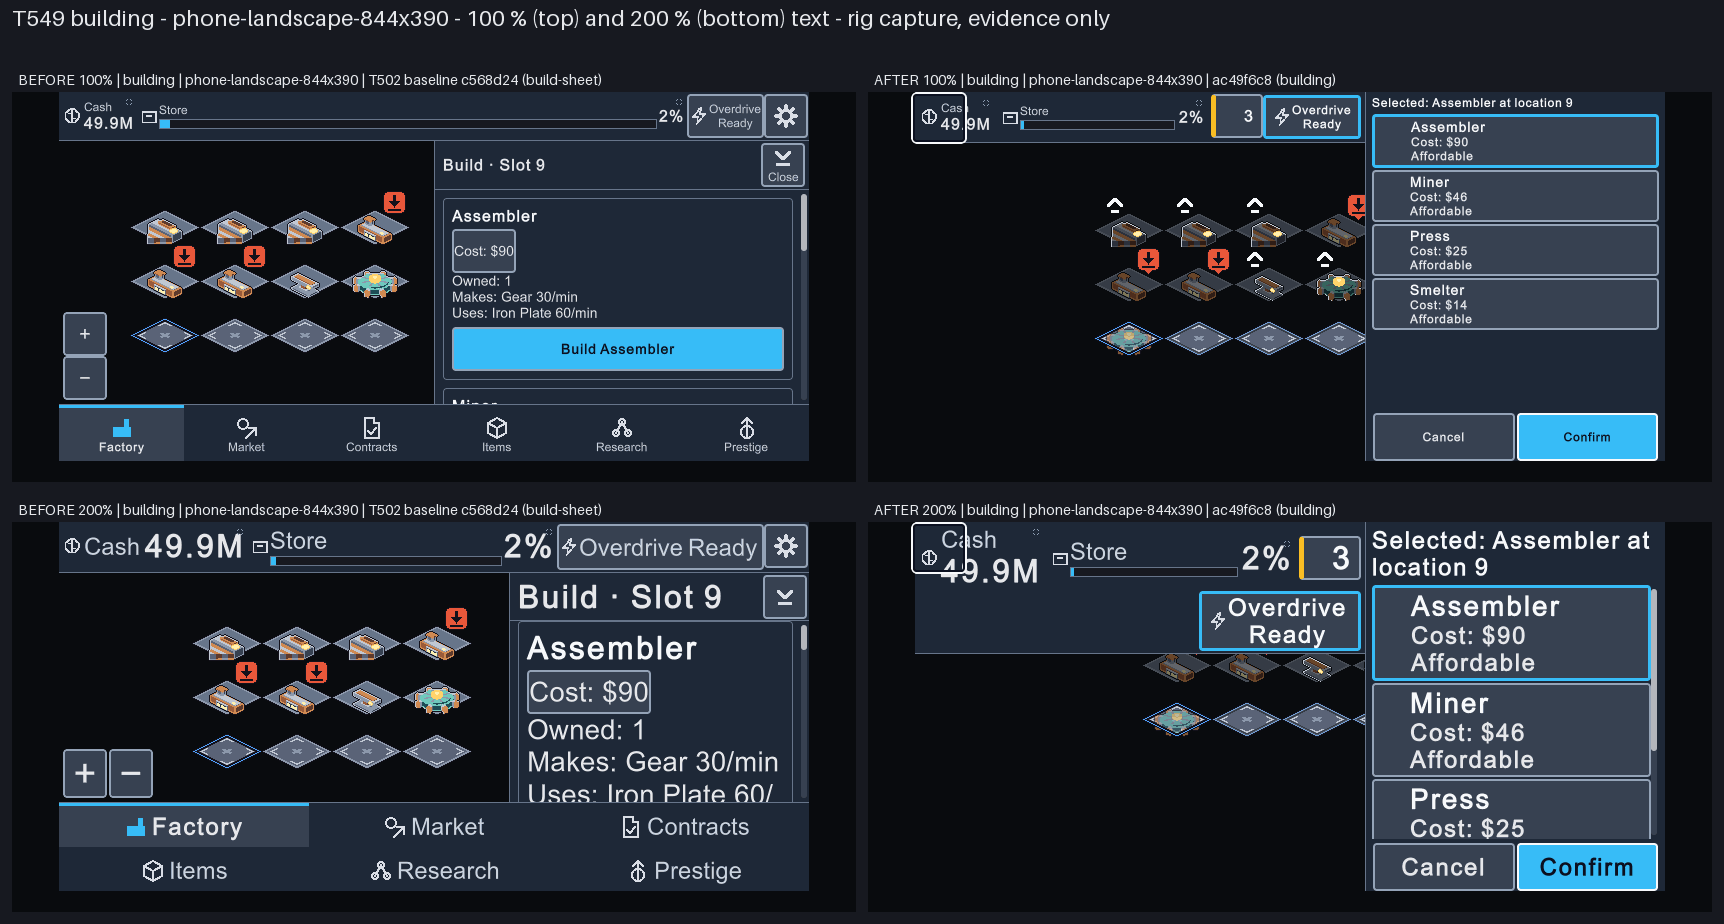 T549 building - phone-landscape-844x390 - 100 % (top) and 200 % (bottom) text - rig capture, evidence only
BEFORE 100% | building | phone-landscape-844x390 | T502 baseline c568d24 (build-sheet)
Cash
49.9M
Store
2%
Overdrive
Ready
Build · Slot 9
Close
Assembler
Cost: $90
Owned: 1
Makes: Gear 30/min
Uses: Iron Plate 60/min
Build Assembler
Miner
+
−
Factory
Market
Contracts
Items
Research
Prestige
AFTER 100% | building | phone-landscape-844x390 | ac49f6c8 (building)
Cash
49.9M
Store
2%
3
Overdrive
Ready
Selected: Assembler at location 9
Assembler
Cost: $90
Affordable
Miner
Cost: $46
Affordable
Press
Cost: $25
Affordable
Smelter
Cost: $14
Affordable
Cancel
Confirm
BEFORE 200% | building | phone-landscape-844x390 | T502 baseline c568d24 (build-sheet)
Cash 49.9M
Store
2%
Overdrive Ready
Build · Slot 9
Assembler
Cost: $90
Owned: 1
Makes: Gear 30/min
Uses: Iron Plate 60/
+
−
Factory
Market
Contracts
Items
Research
Prestige
AFTER 200% | building | phone-landscape-844x390 | ac49f6c8 (building)
Cash
49.9M
Store
2%
3
Overdrive
Ready
Selected: Assembler at
location 9
Assembler
Cost: $90
Affordable
Miner
Cost: $46
Affordable
Press
Cost: $25
Cancel
Confirm